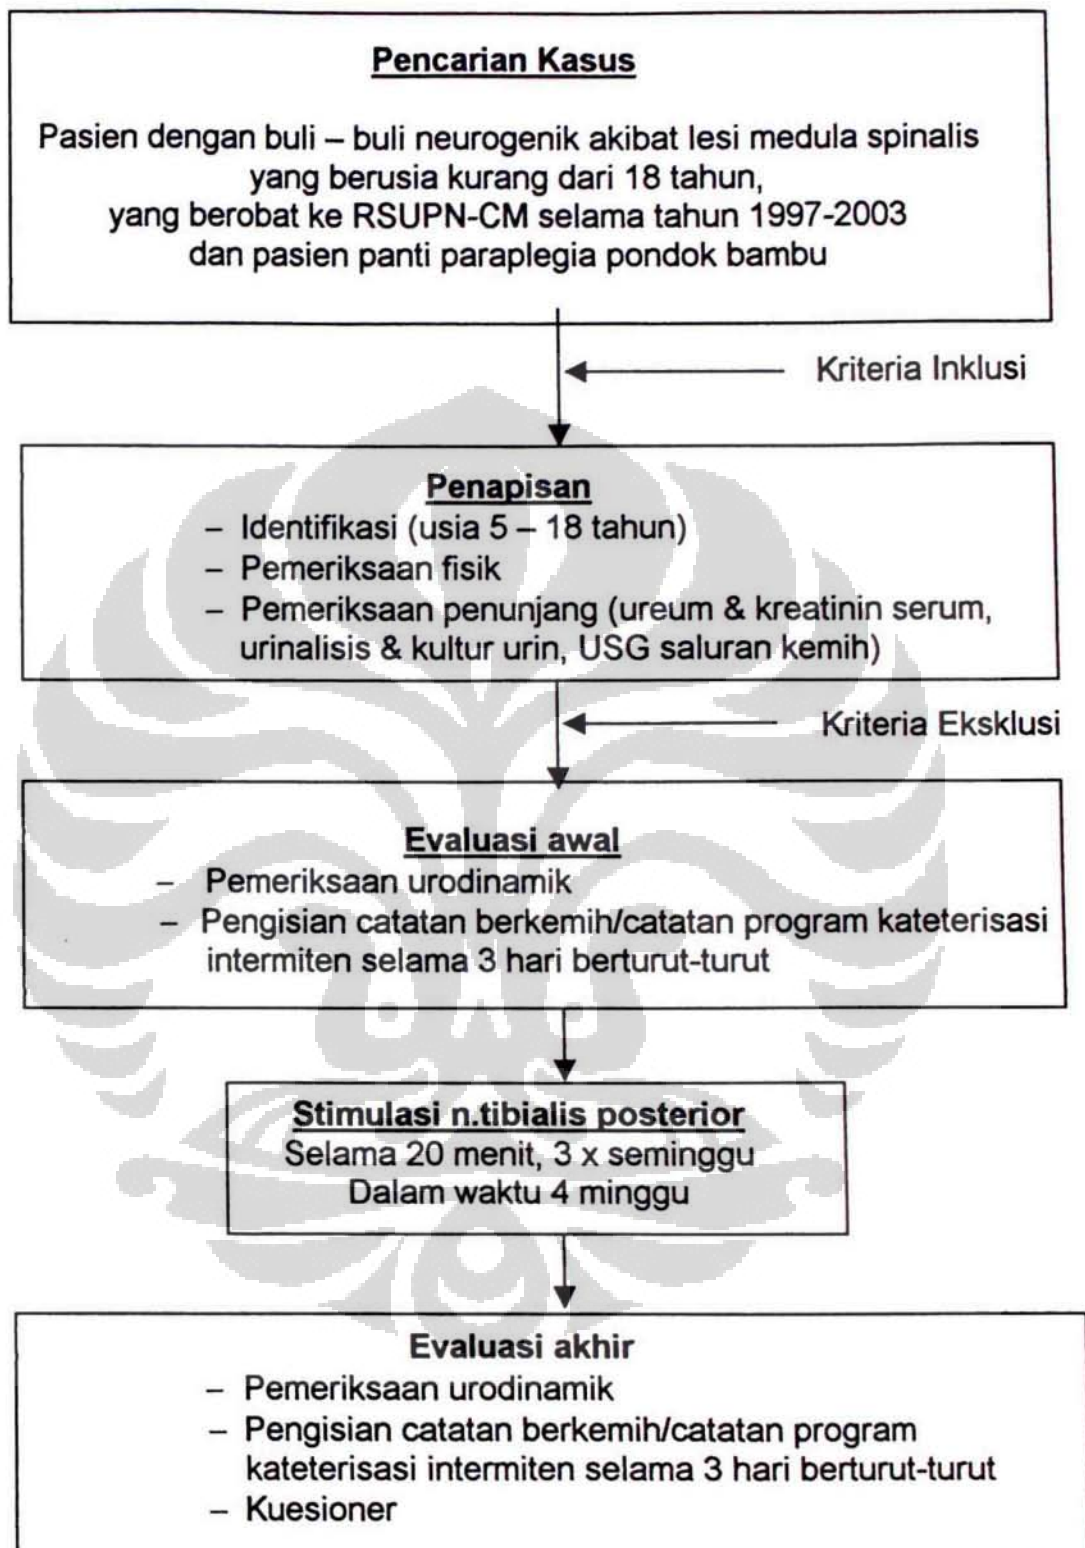 Pencarian Kasus
Pasien dengan buli – buli neurogenik akibat lesi medula spinalis
yang berusia kurang dari 18 tahun,
yang berobat ke RSUPN-CM selama tahun 1997-2003
dan pasien panti paraplegia pondok bambu
Kriteria Inklusi
Penapisan
– Identifikasi (usia 5 – 18 tahun)
– Pemeriksaan fisik
– Pemeriksaan penunjang (ureum & kreatinin serum,
urinalisis & kultur urin, USG saluran kemih)
Kriteria Eksklusi
Evaluasi awal
– Pemeriksaan urodinamik
– Pengisian catatan berkemih/catatan program kateterisasi
intermiten selama 3 hari berturut-turut
Stimulasi n.tibialis posterior
Selama 20 menit, 3 x seminggu
Dalam waktu 4 minggu
Evaluasi akhir
– Pemeriksaan urodinamik
– Pengisian catatan berkemih/catatan program
kateterisasi intermiten selama 3 hari berturut-turut
– Kuesioner